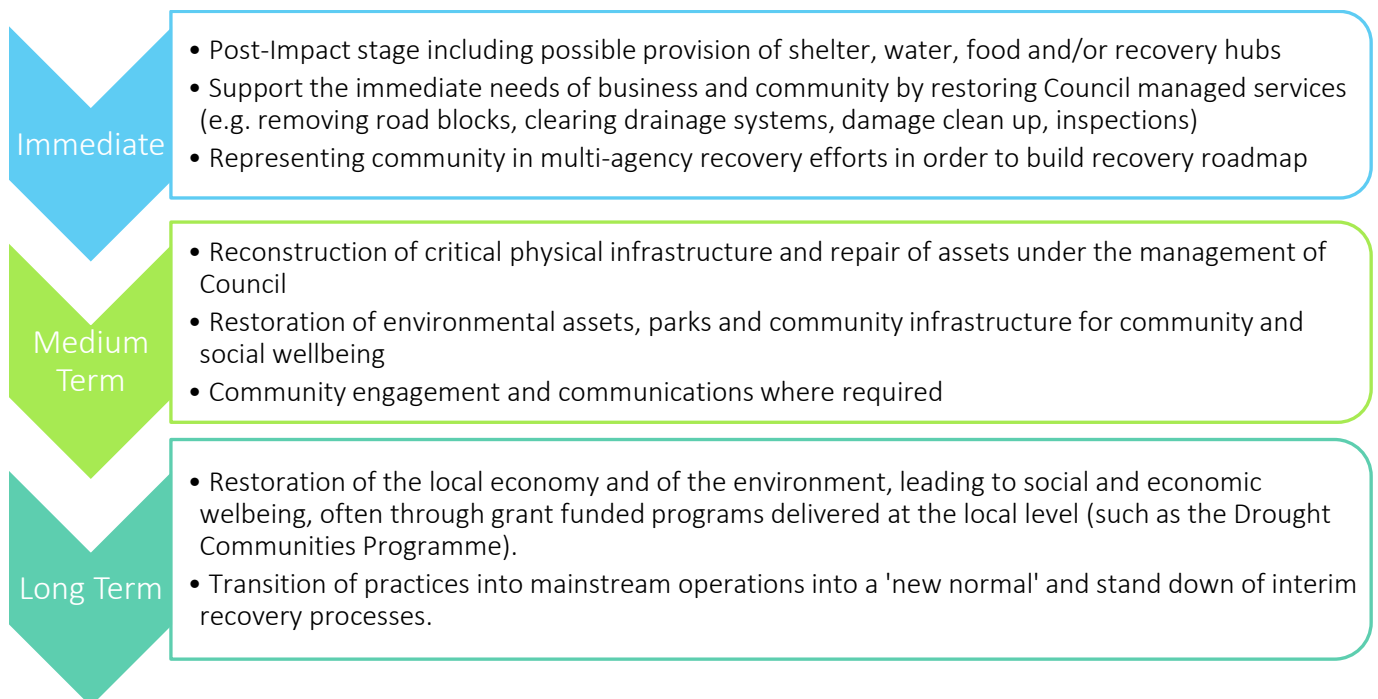 Immediate
• Post-Impact stage including possible provision of shelter, water, food and/or recovery hubs
• Support the immediate needs of business and community by restoring Council managed services
(e.g. removing road blocks, clearing drainage systems, damage clean up, inspections)
• Representing community in multi-agency recovery efforts in order to build recovery roadmap
Medium
Term
• Reconstruction of critical physical infrastructure and repair of assets under the management of
Council
• Restoration of environmental assets, parks and community infrastructure for community and
social wellbeing
• Community engagement and communications where required
Long Term
• Restoration of the local economy and of the environment, leading to social and economic
welbeing, often through grant funded programs delivered at the local level (such as the Drought
Communities Programme).
• Transition of practices into mainstream operations into a 'new normal' and stand down of interim
recovery processes.